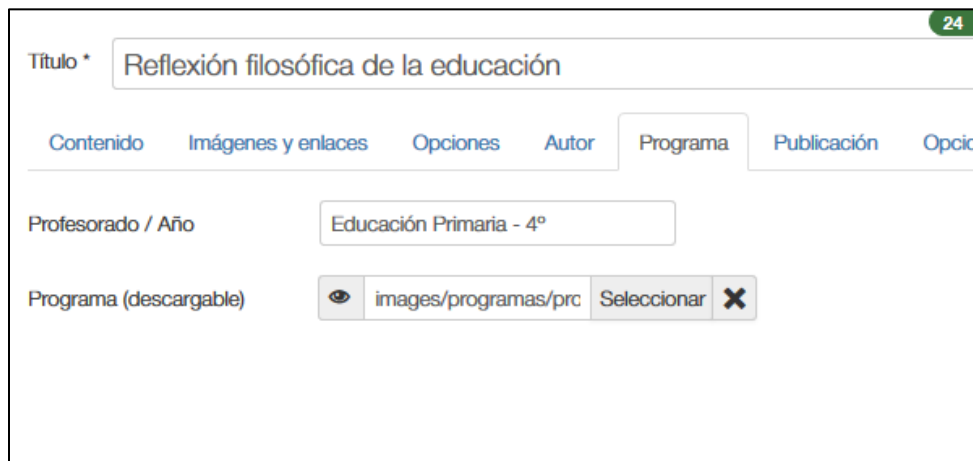 24
Título * Reflexión filosófica de la educación
Contenido Imágenes y enlaces Opciones Autor Programa Publicación Opcio
Profesorado / Año Educación Primaria - 4º
Programa (descargable) images/programas/prc Seleccionar